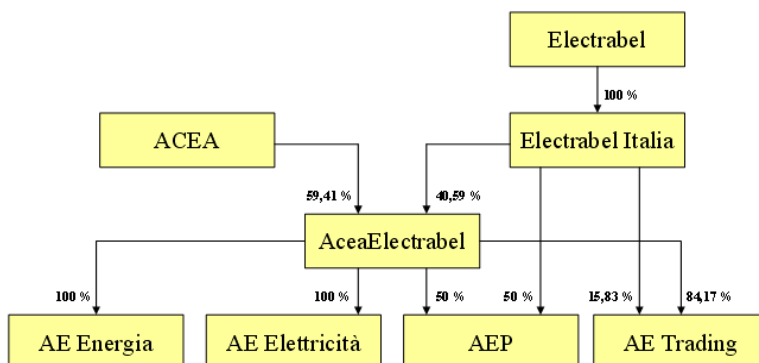 Electrabel
100 %
ACEA
Electrabel Italia
59,41 %
40,59 %
AceaElectrabel
100 %
100 %
50 %
50 %
15,83 %
84,17 %
AE Energia
AE Elettricità
AEP
AE Trading